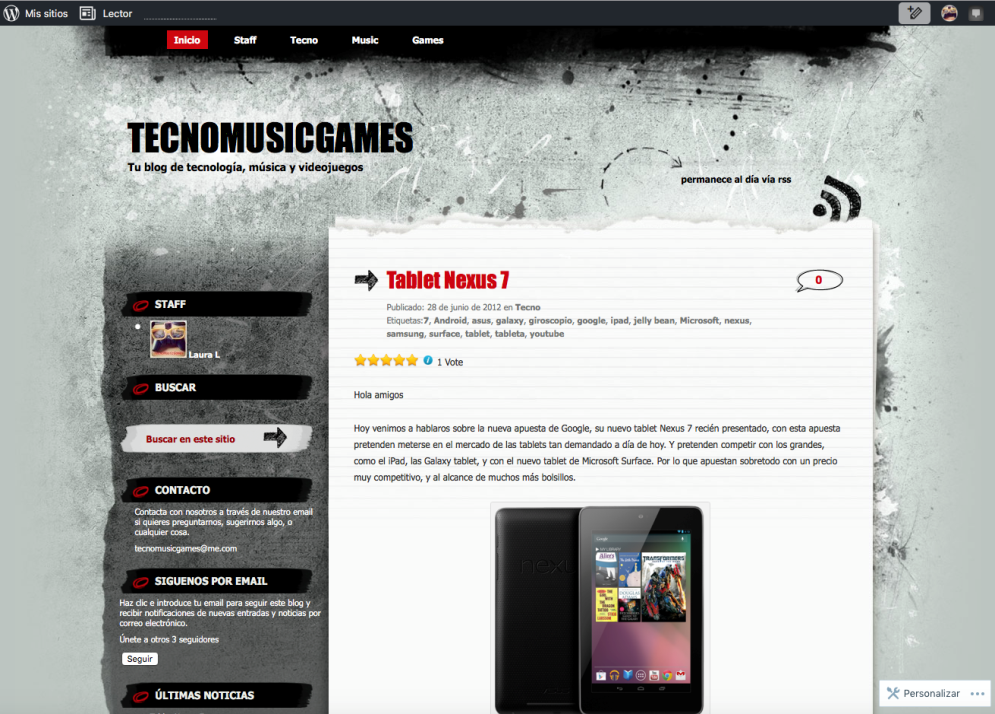 Mis sitios
Lector
Inicio
Staff
Tecno
Music
Games
TECNOMUSICGAMES
Tu blog de tecnología, música y videojuegos
permanece al día vía rss
STAFF
Laura L
BUSCAR
Buscar en este sitio
CONTACTO
Contacta con nosotros a través de nuestro email
si quieres preguntarnos, sugerirnos algo, o
cualquier cosa.
tecnomusicgames@me.com
SIGUENOS POR EMAIL
Haz clic e introduce tu email para seguir este blog y
recibir notificaciones de nuevas entradas y noticias por
correo electrónico.
Únete a otros 3 seguidores
Seguir
ÚLTIMAS NOTICIAS
Tablet Nexus 7
0
Publicado: 28 de junio de 2012 en Tecno
Etiquetas:7, Android, asus, galaxy, giroscopio, google, ipad, jelly bean, Microsoft, nexus,
samsung, surface, tablet, tableta, youtube
1 Vote
Hola amigos
Hoy venimos a hablaros sobre la nueva apuesta de Google, su nuevo tablet Nexus 7 recién presentado, con esta apuesta
pretenden meterse en el mercado de las tablets tan demandado a día de hoy. Y pretenden competir con los grandes,
como el iPad, las Galaxy tablet, y con el nuevo tablet de Microsoft Surface. Por lo que apuestan sobretodo con un precio
muy competitivo, y al alcance de muchos más bolsillos.
Google
TRANSFORMERS
Personalizar